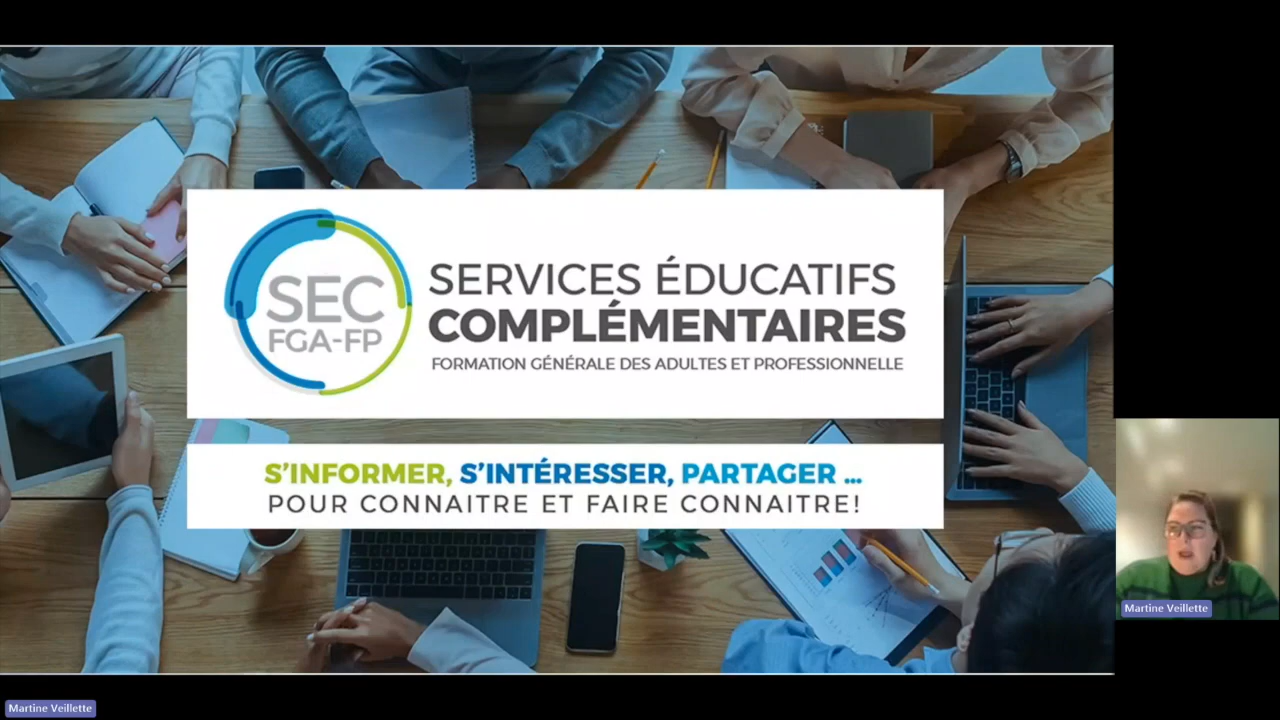 SEC
FGA-FP
SERVICES ÉDUCATIFS
COMPLÉMENTAIRES
FORMATION GÉNÉRALE DES ADULTES ET PROFESSIONNELLE
S'INFORMER, S'INTÉRESSER, PARTAGER ...
POUR CONNAITRE ET FAIRE CONNAITRE!
Martine Veillette
Martine Veillette